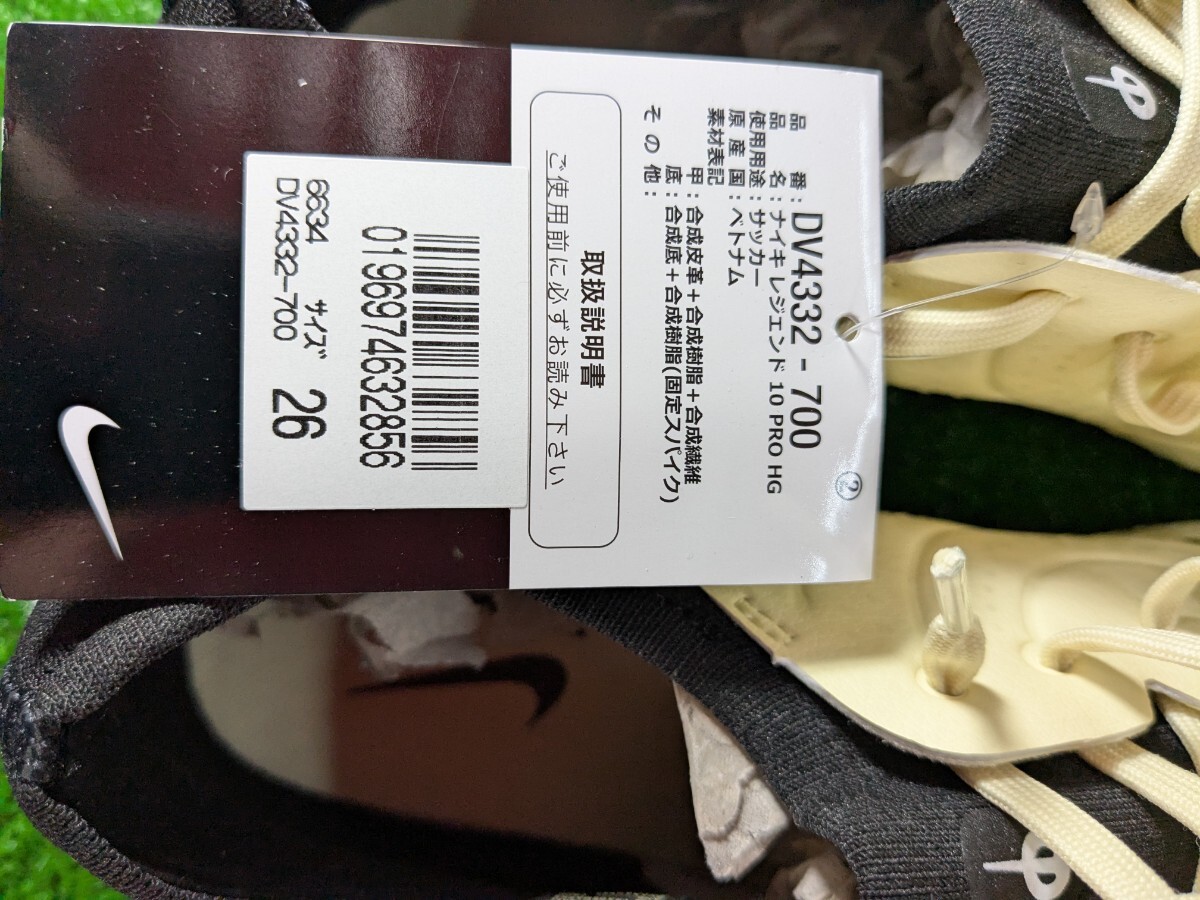 品番:DV4332-700
品名:ナイキ レジェンド 10 PRO HG
使用用途:サッカー
原産国:ベトナム
素材表記
甲:合成皮革+合成樹脂+合成繊維
底:合成底+合成樹脂(固定スパイク)
その他:
②
取扱説明書
ご使用前に必ずお読み下さい
0196974632856
6634 サイズ 26
DV4332-700